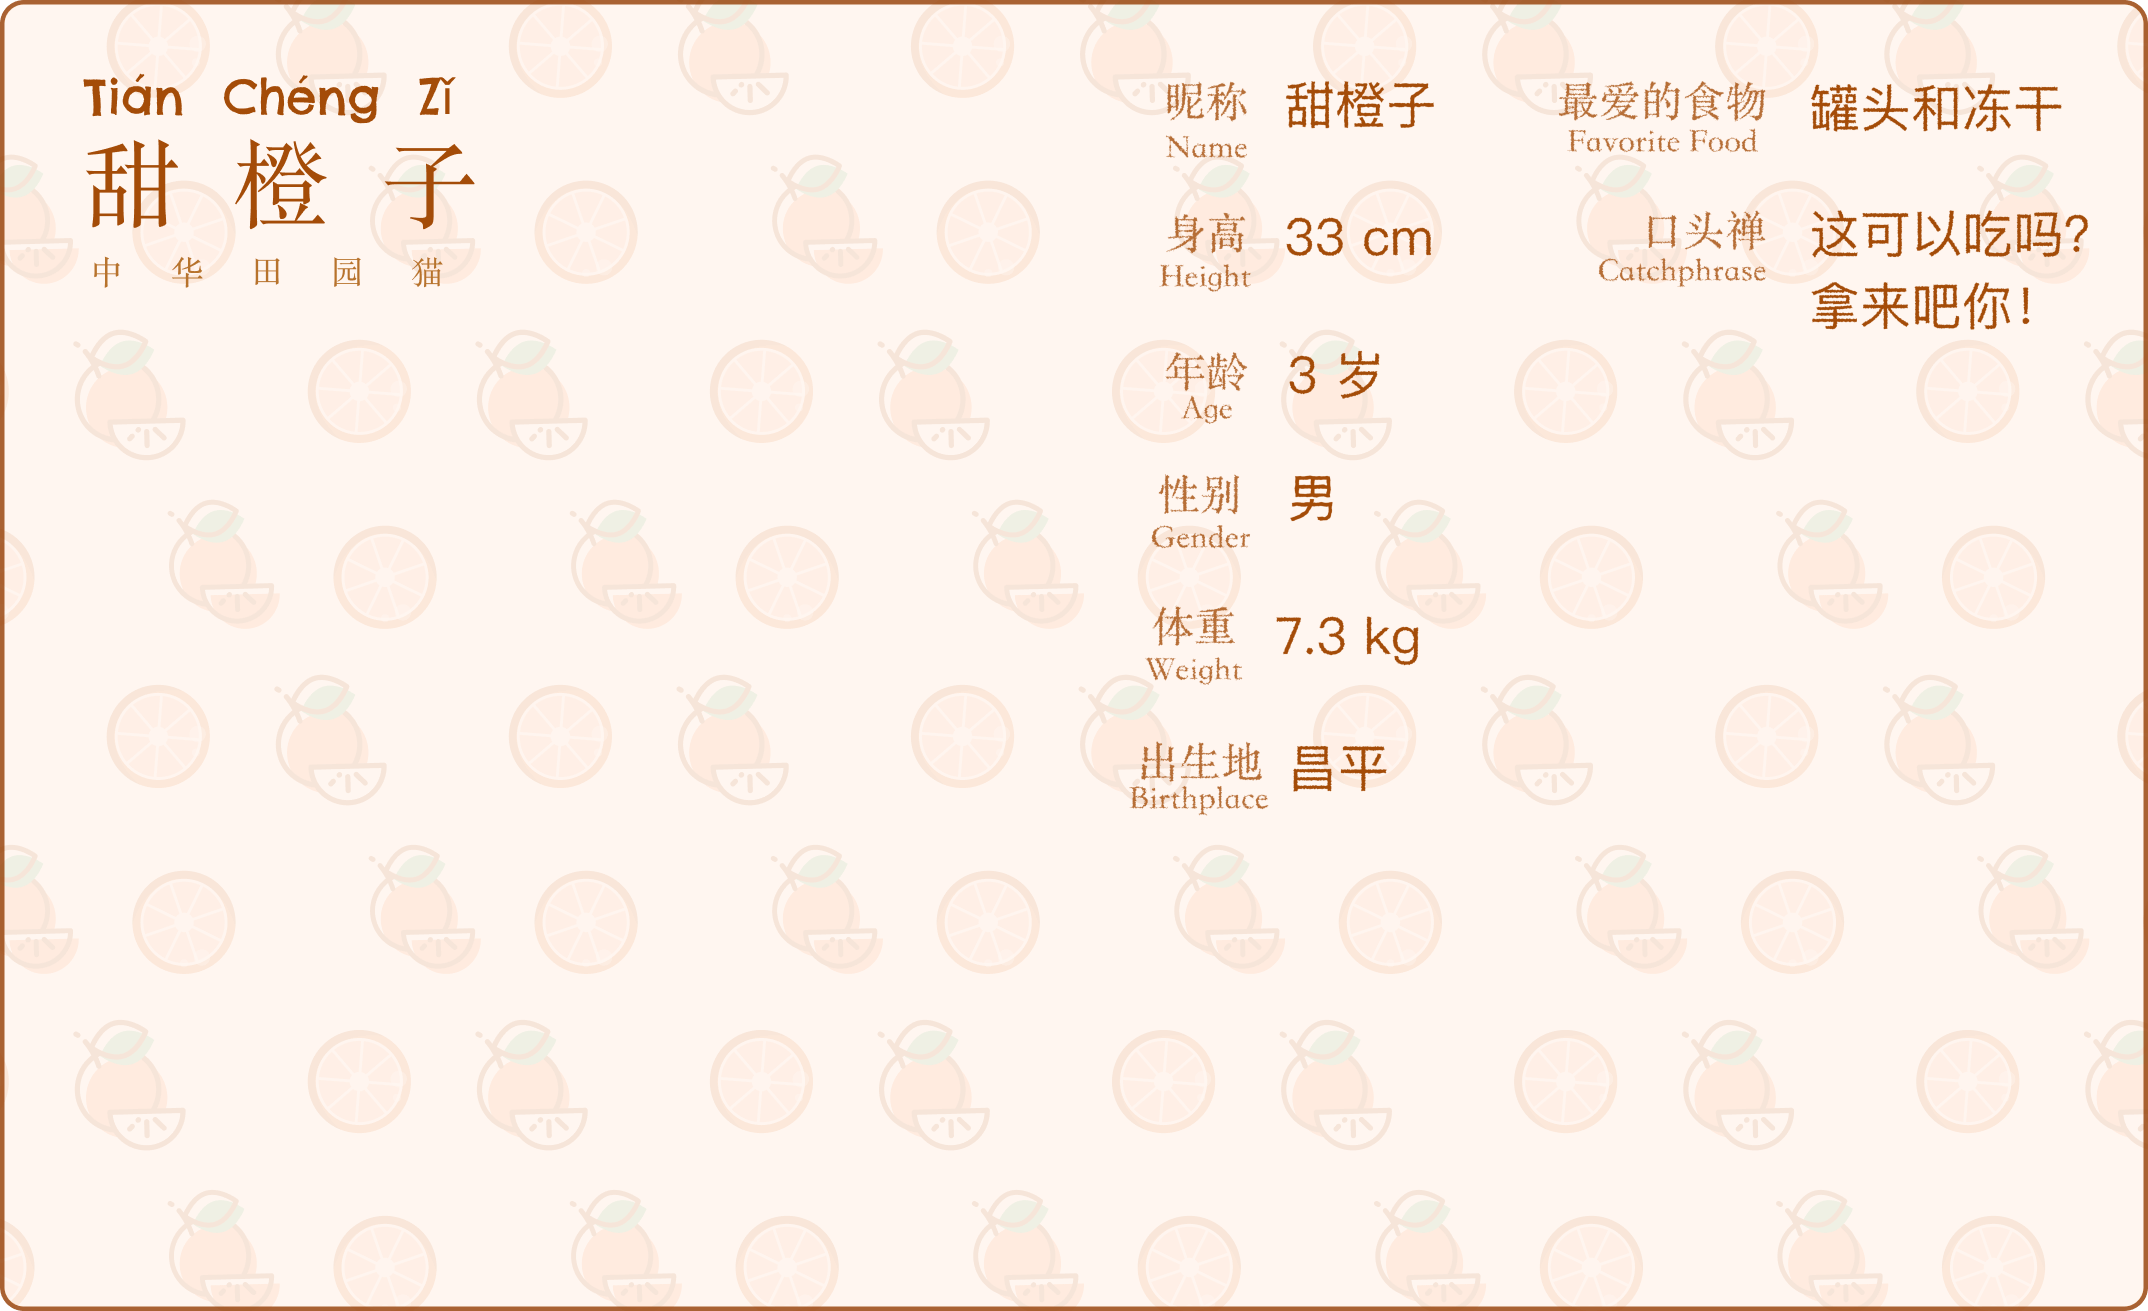 Tián Chéng Zǐ
甜橙子
中华田园猫
昵称 甜橙子
Name
身高 33 cm
Height
年龄 3 岁
Age
性别 男
Gender
体重 7.3 kg
Weight
出生地 昌平
Birthplace
最爱的食物 罐头和冻干
Favorite Food
口头禅 这可以吃吗？
Catchphrase
拿来吧你！